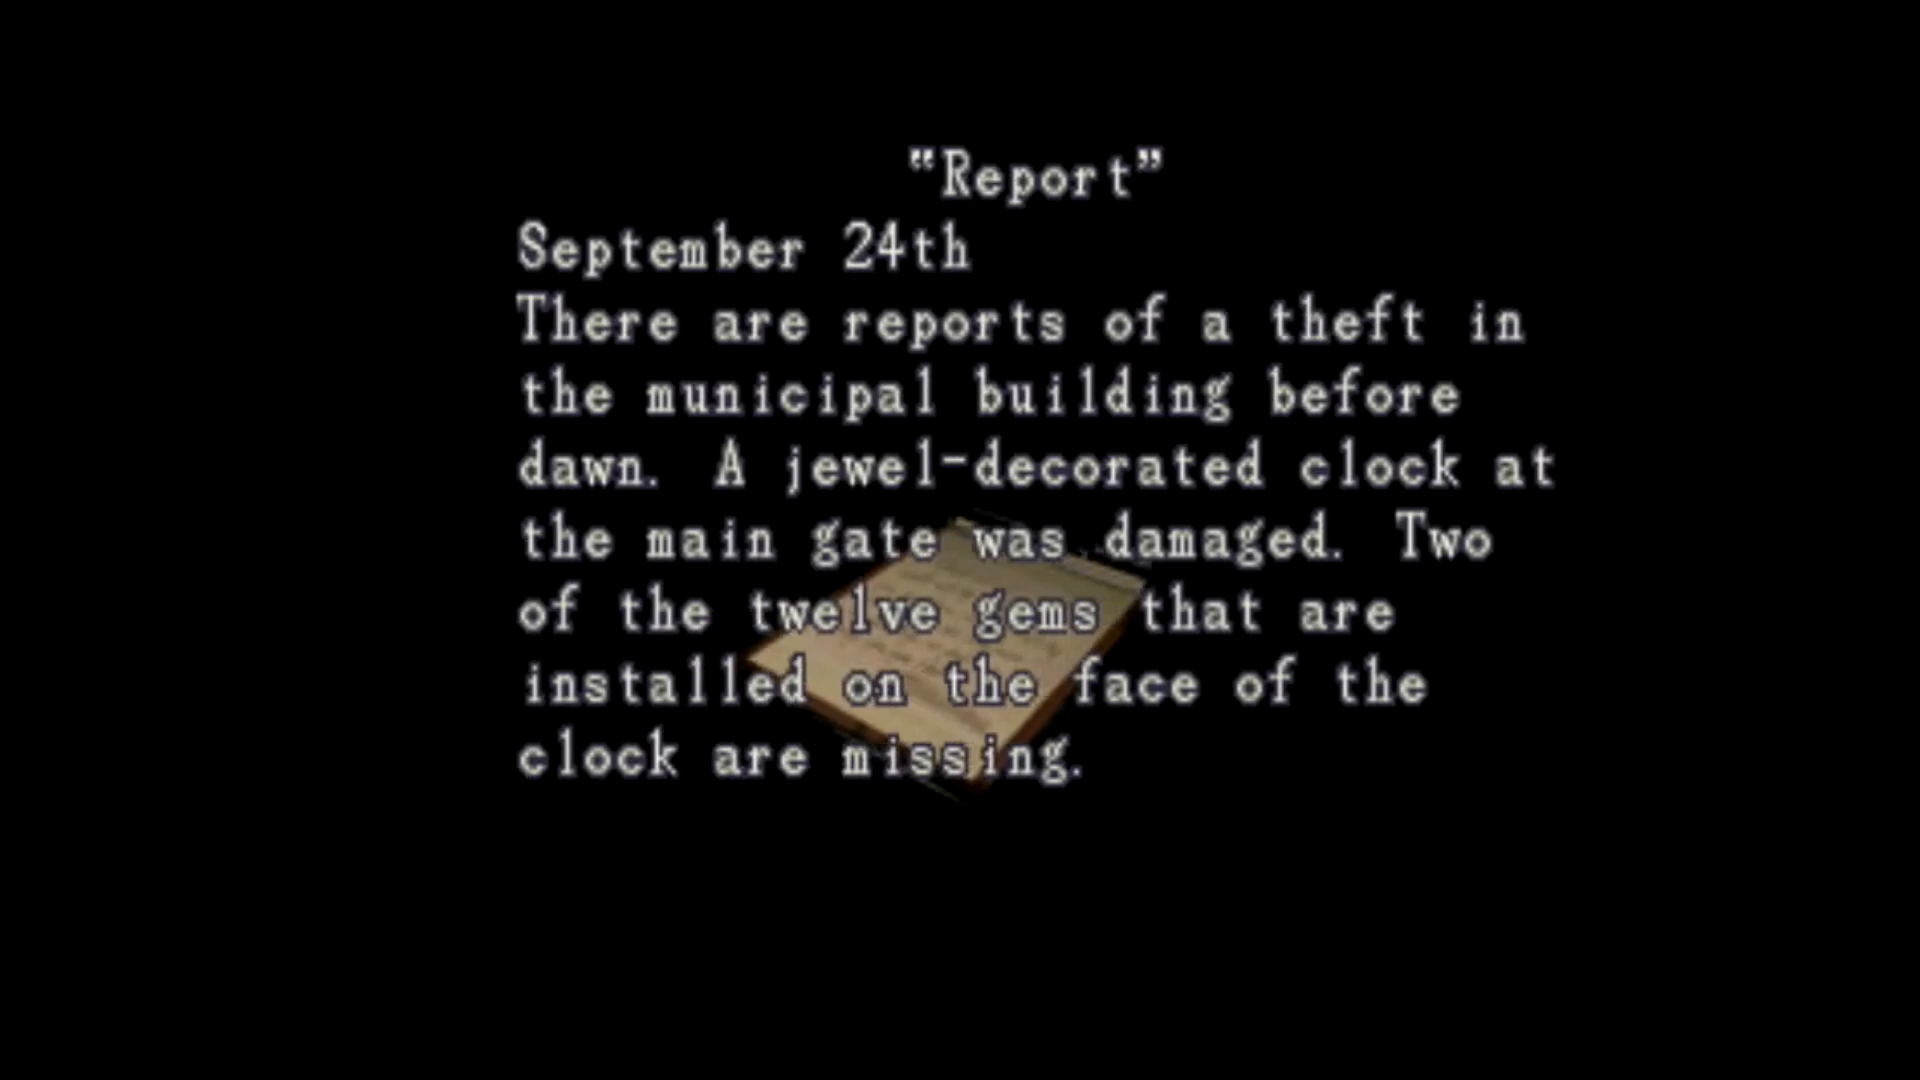 "Report"
September 24th
There are reports of a theft in
the municipal building before
dawn. A jewel-decorated clock at
the main gate was damaged. Two
of the twelve gems that are
installed on the face of the
clock are missing.